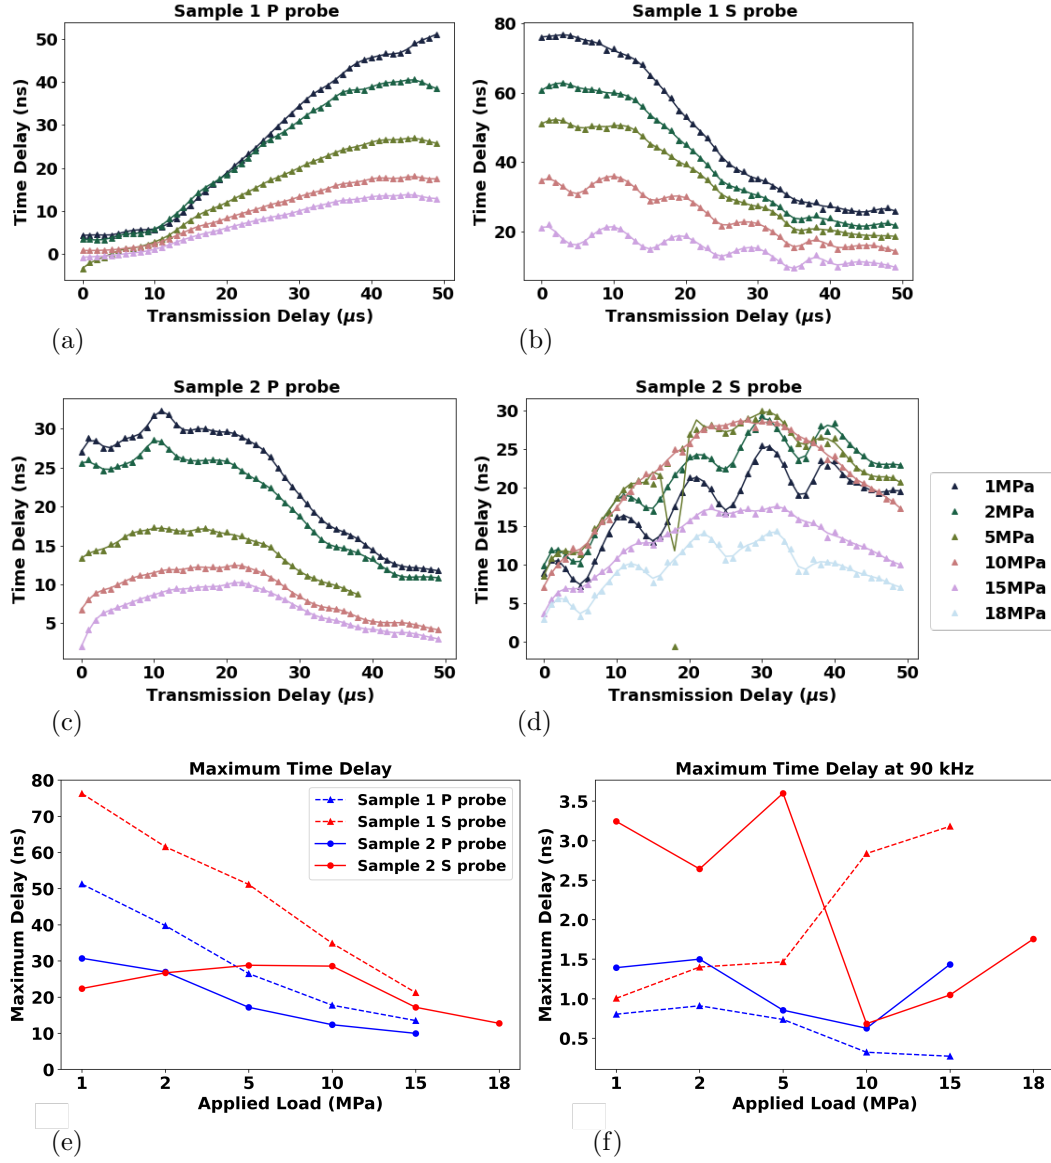 Sample 1 P probe
Time Delay (ns)
50
40
30
20
10
0
0 10 20 30 40 50
Transmission Delay (μs)
(a)
Sample 1 S probe
Time Delay (ns)
80
60
40
20
0 10 20 30 40 50
Transmission Delay (μs)
(b)
Sample 2 P probe
Time Delay (ns)
30
25
20
15
10
5
0 10 20 30 40 50
Transmission Delay (μs)
(c)
Sample 2 S probe
Time Delay (ns)
30
25
20
15
10
5
0
0 10 20 30 40 50
Transmission Delay (μs)
(d)
1MPa
2MPa
5MPa
10MPa
15MPa
18MPa
Maximum Time Delay
Maximum Delay (ns)
80
70
60
50
40
30
20
10
0
Sample 1 P probe
Sample 1 S probe
Sample 2 P probe
Sample 2 S probe
1 2 5 10 15 18
Applied Load (MPa)
(e)
Maximum Time Delay at 90 kHz
Maximum Delay (ns)
3.5
3.0
2.5
2.0
1.5
1.0
0.5
1 2 5 10 15 18
Applied Load (MPa)
(f)